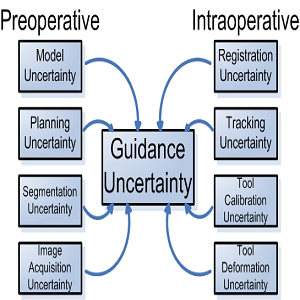 Preoperative
Intraoperative
Model
Uncertainty
Planning
Uncertainty
Segmentation
Uncertainty
Image
Acquisition
Uncertainty
Guidance
Uncertainty
Registration
Uncertainty
Tracking
Uncertainty
Tool
Calibration
Uncertainty
Tool
Deformation
Uncertainty